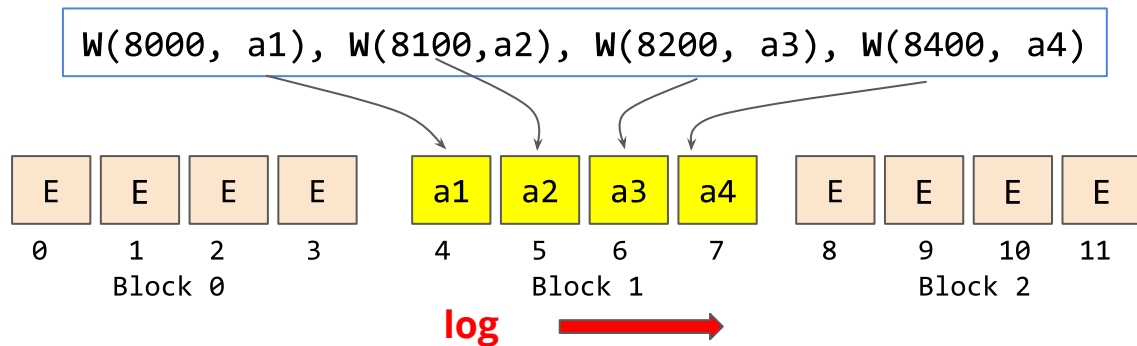 W(8000, a1), W(8100,a2), W(8200, a3), W(8400, a4)
E E E E a1 a2 a3 a4 E E E E
0 1 2 3 4 5 6 7 8 9 10 11
Block 0 Block 1 Block 2
log